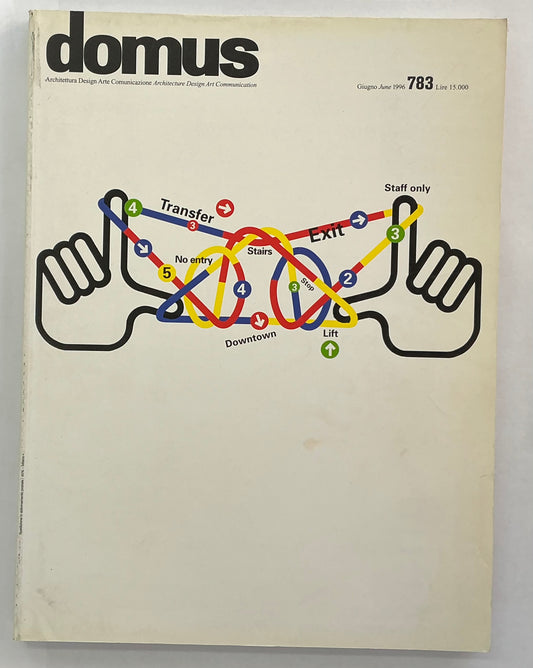 domus
Architettura Design Arte Comunicazione Architecture Design Art Communication
Giugno June 1996 783 Lire 15.000
Staff only
4
Transfer
3
Exit
3
No entry
Stairs
5
4
3
Stop
2
Downtown
Lift